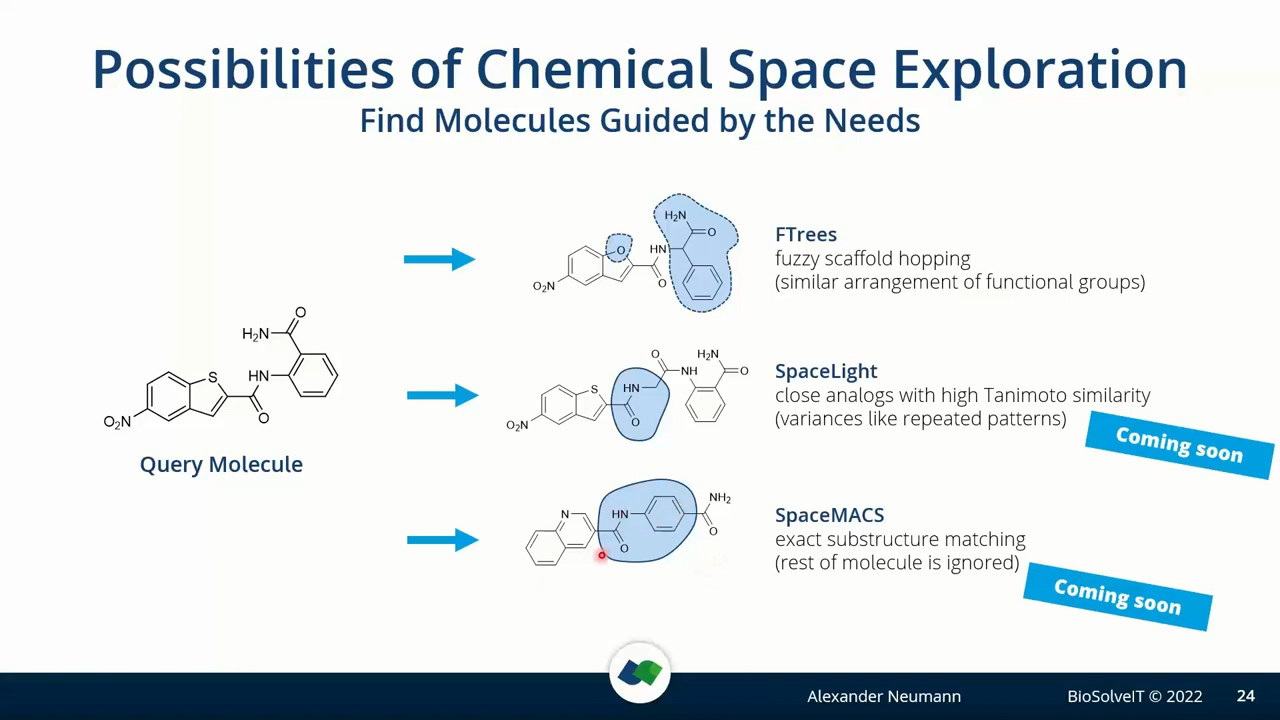 Possibilities of Chemical Space Exploration
Find Molecules Guided by the Needs
H₂N
O
S
HN
O
O₂N
Query Molecule
H₂N
O
O
HN
O
O₂N
FTrees
fuzzy scaffold hopping
(similar arrangement of functional groups)
O
H₂N
NH
O
HN
S
O
O₂N
SpaceLight
close analogs with high Tanimoto similarity
(variances like repeated patterns)
Coming soon
NH₂
N
HN
O
O
SpaceMACS
exact substructure matching
(rest of molecule is ignored)
Coming soon
Alexander Neumann
BioSolveIT © 2022
24